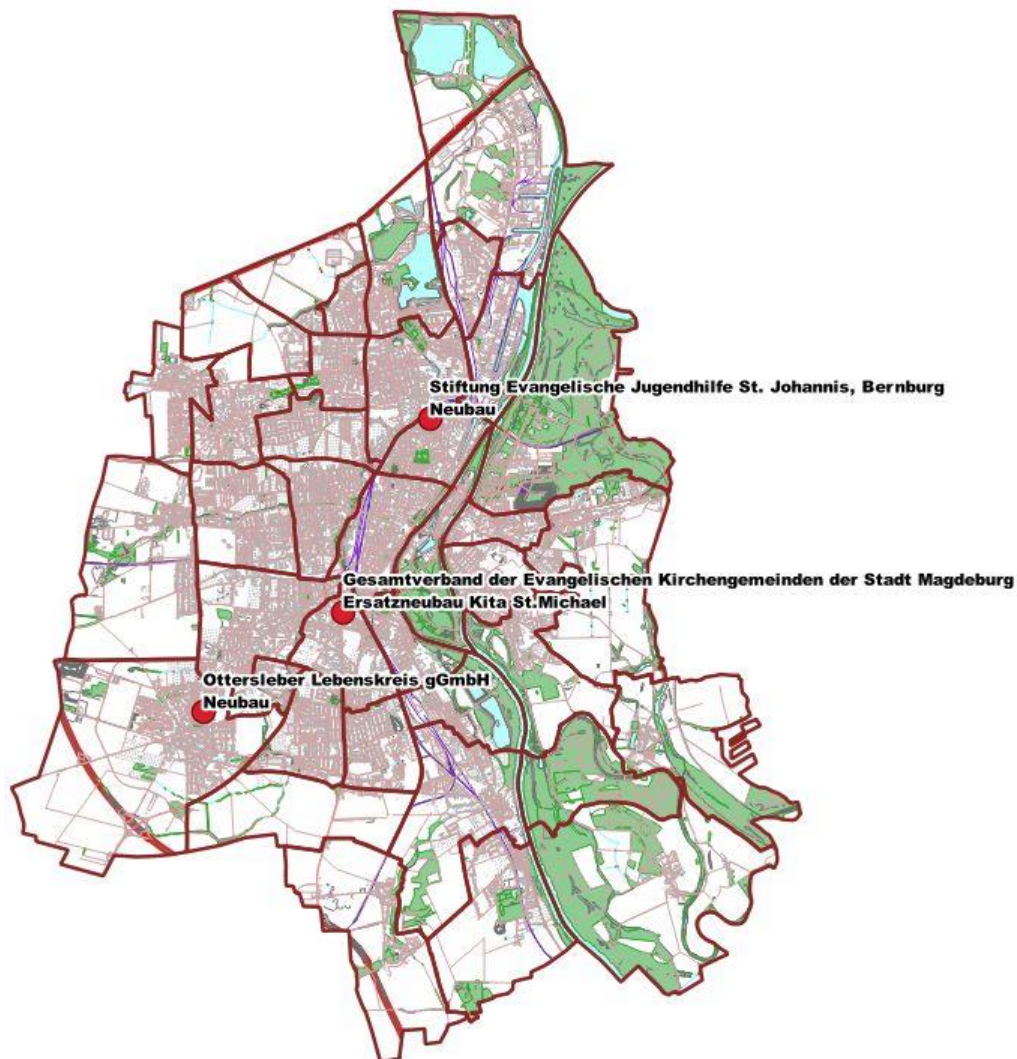 Stiftung Evangelische Jugendhilfe St. Johannis, Bernburg
Neubau
Gesamtverband der Evangelischen Kirchengemeinden der Stadt Magdeburg
Ersatzneubau Kita St.Michael
Ottersleber Lebenskreis gGmbH
Neubau